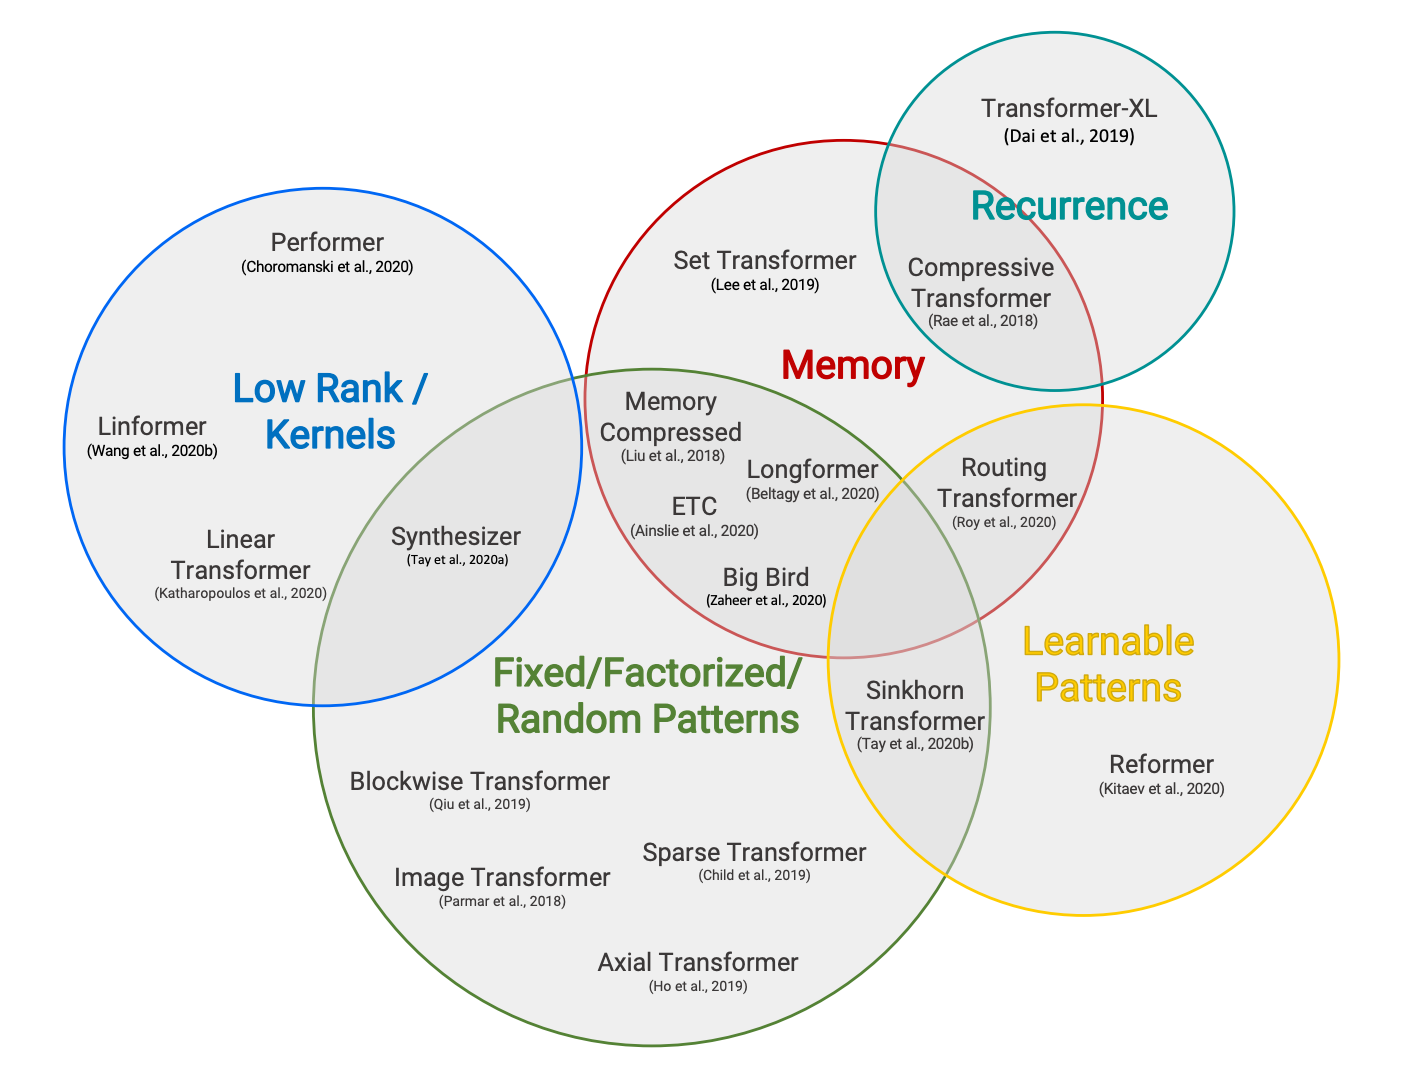 Transformer-XL
(Dai et al., 2019)
Recurrence
Compressive
Transformer
(Rae et al., 2018)
Set Transformer
(Lee et al., 2019)
Memory
Performer
(Choromanski et al., 2020)
Low Rank /
Kernels
Linformer
(Wang et al., 2020b)
Linear
Transformer
(Katharopoulos et al., 2020)
Synthesizer
(Tay et al., 2020a)
Memory
Compressed
(Liu et al., 2018)
Longformer
(Beltagy et al., 2020)
ETC
(Ainslie et al., 2020)
Big Bird
(Zaheer et al., 2020)
Routing
Transformer
(Roy et al., 2020)
Learnable
Patterns
Fixed/Factorized/
Random Patterns
Sinkhorn
Transformer
(Tay et al., 2020b)
Reformer
(Kitaev et al., 2020)
Blockwise Transformer
(Qiu et al., 2019)
Sparse Transformer
(Child et al., 2019)
Image Transformer
(Parmar et al., 2018)
Axial Transformer
(Ho et al., 2019)